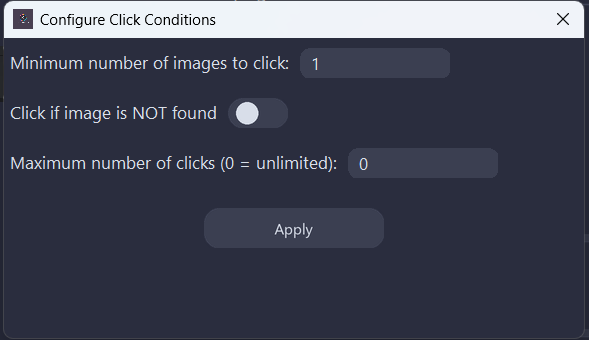 Configure Click Conditions
Minimum number of images to click: 1
Click if image is NOT found
Maximum number of clicks (0 = unlimited): 0
Apply